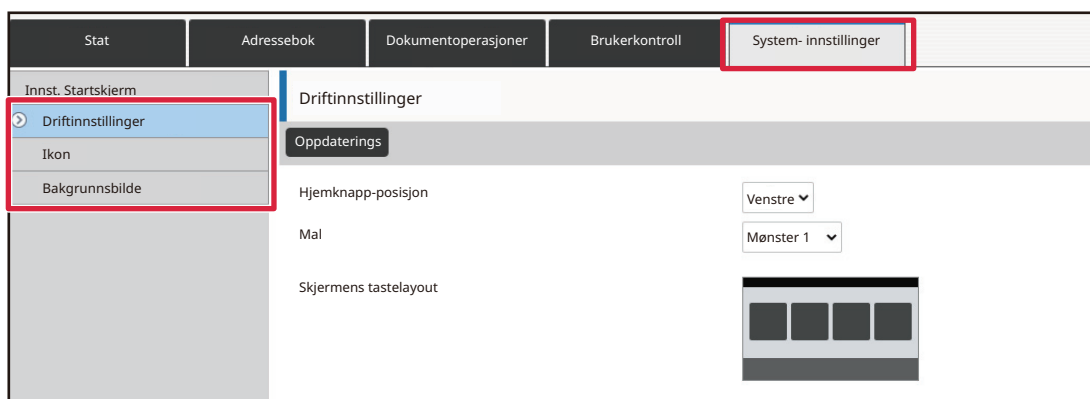 Stat Adressebok Dokumentoperasjoner Brukerkontroll System- innstillinger
Innst. Startskjerm
Driftinnstillinger
Ikon
Bakgrunnsbilde
Driftinnstillinger
Oppdaterings
Hjemknapp-posisjon Venstre
Mal Mønster 1
Skjermens tastelayout